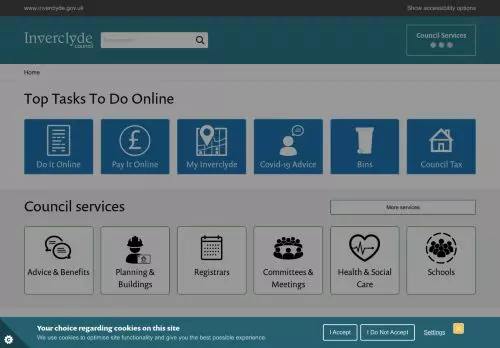 www.inverclyde.gov.uk
Show accessibility options
Inverclyde
council
Council Services
Home
Top Tasks To Do Online
Do It Online
Pay It Online
My Inverclyde
Covid-19 Advice
Bins
Council Tax
Council services
More services
Advice & Benefits
Planning &
Buildings
Registrars
Committees &
Meetings
Health & Social
Care
Schools
Your choice regarding cookies on this site
We use cookies to optimise site functionality and give you the best possible experience.
I Accept
I Do Not Accept
Settings